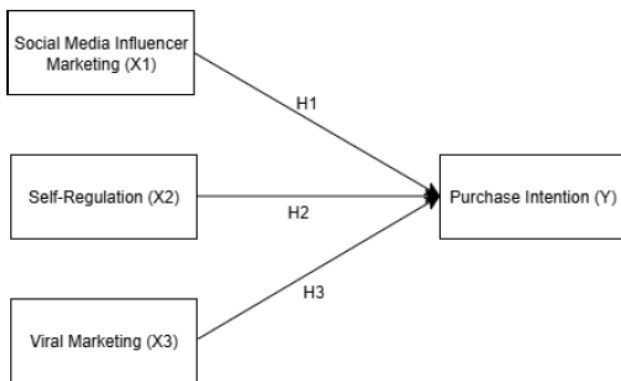 Social Media Influencer
Marketing (X1)
H1
Self-Regulation (X2)
H2
Purchase Intention (Y)
H3
Viral Marketing (X3)